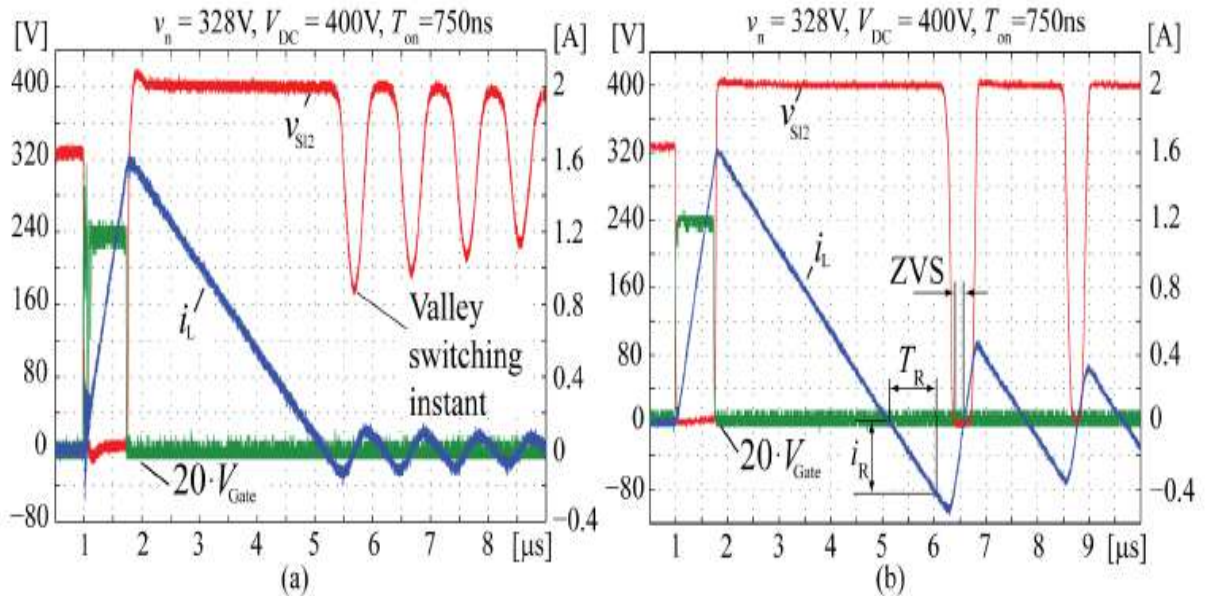 vₙ = 328V, V_DC = 400V, T_on =750ns
[V]
[A]
400
320
240
160
80
0
−80
2
1.6
1.2
0.8
0.4
0
−0.4
v_SI2
i_L
Valley
switching
instant
20·V_Gate
1 2 3 4 5 6 7 8 [μs]
(a)
vₙ = 328V, V_DC = 400V, T_on =750ns
[V]
[A]
400
320
240
160
80
0
−80
2
1.6
1.2
0.8
0.4
0
−0.4
v_SI2
i_L
ZVS
T_R
i_R
20·V_Gate
1 2 3 4 5 6 7 8 9 [μs]
(b)